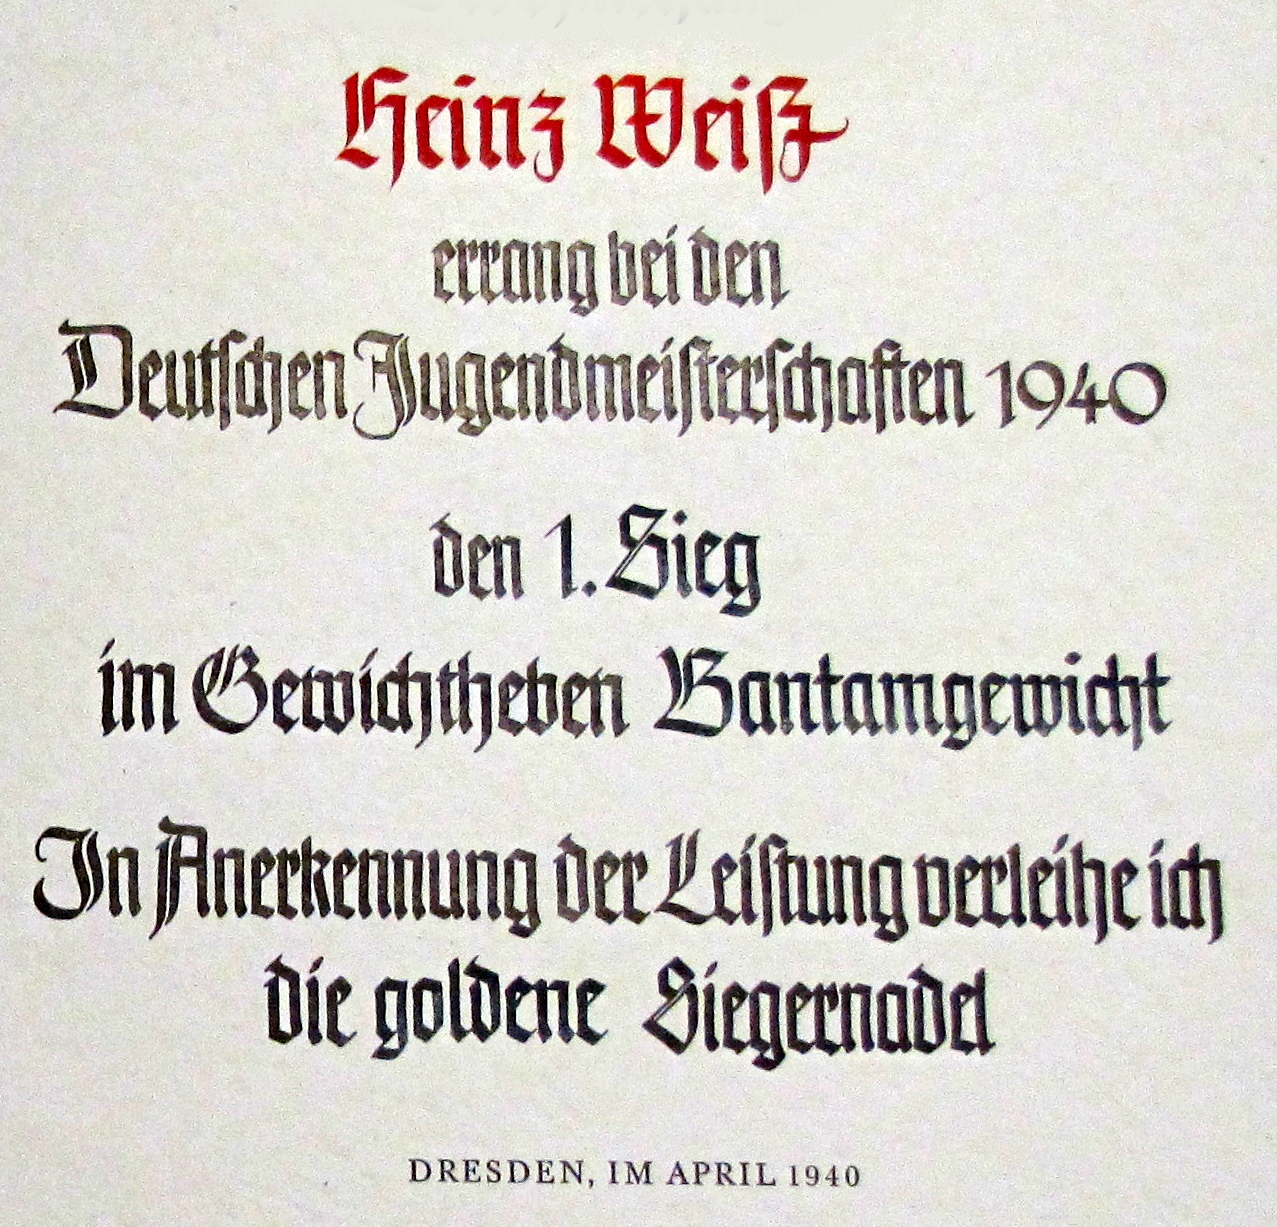 Heinz Weiß
errang bei den
Deutschen Jugendmeisterschaften 1940
den 1. Sieg
im Gewichtheben Bantamgewicht
In Anerkennung der Leistung verleihe ich
die goldene Siegernadel
DRESDEN, IM APRIL 1940